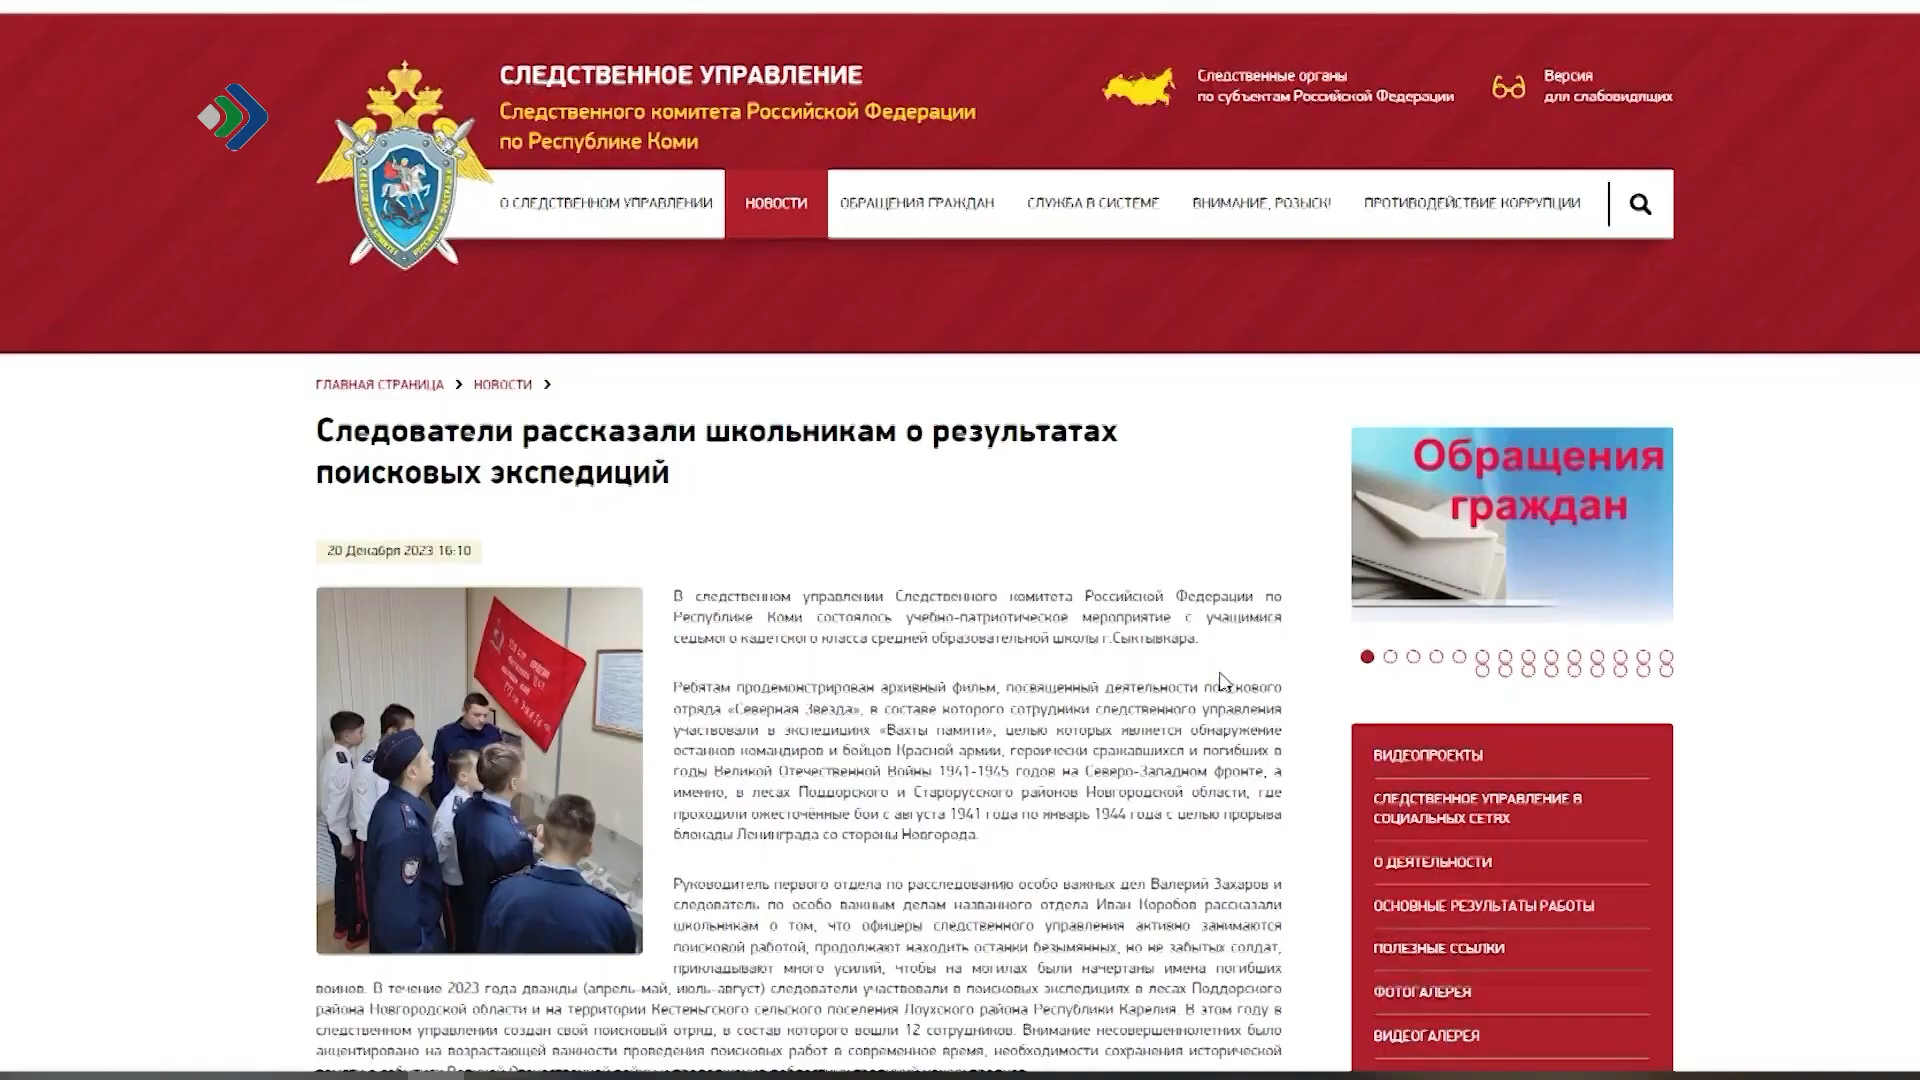 СЛЕДСТВЕННОЕ УПРАВЛЕНИЕ
Следственного комитета Российской Федерации
по Республике Коми
Следственные органы
по субъектам Российской Федерации
Версия
для слабовидящих
О СЛЕДСТВЕННОМ УПРАВЛЕНИИ
НОВОСТИ
ОБРАЩЕНИЯ ГРАЖДАН
СЛУЖБА В СИСТЕМЕ
ВНИМАНИЕ, РОЗЫСК!
ПРОТИВОДЕЙСТВИЕ КОРРУПЦИИ
ГЛАВНАЯ СТРАНИЦА > НОВОСТИ >
Следователи рассказали школьникам о результатах
поисковых экспедиций
20 Декабря 2023 16:10
В следственном управлении Следственного комитета Российской Федерации по
Республике Коми состоялось учебно-патриотическое мероприятие с учащимися
седьмого кадетского класса средней образовательной школы г.Сыктывкара.
Ребятам продемонстрирован архивный фильм, посвященный деятельности поискового
отряда «Северная Звезда», в составе которого сотрудники следственного управления
участвовали в экспедициях «Вахты памяти», целью которых является обнаружение
останков командиров и бойцов Красной армии, героически сражавшихся и погибших в
годы Великой Отечественной Войны 1941-1945 годов на Северо-Западном фронте, а
именно, в лесах Поддорского и Старорусского районов Новгородской области, где
проходили ожесточённые бои с августа 1941 года по январь 1944 года с целью прорыва
блокады Ленинграда со стороны Новгорода.
Руководитель первого отдела по расследованию особо важных дел Валерий Захаров и
следователь по особо важным делам названного отдела Иван Коробов рассказали
школьникам о том, что офицеры следственного управления активно занимаются
поисковой работой, продолжают находить останки безымянных, но не забытых солдат,
прикладывают много усилий, чтобы на могилах были начертаны имена погибших
воинов. В течение 2023 года дважды (апрель-май, июль-август) следователи участвовали в поисковых экспедициях в лесах Поддорского
района Новгородской области и на территории Кестеньгского сельского поселения Лоухского района Республики Карелия. В этом году в
следственном управлении создан свой поисковый отряд, в состав которого вошли 12 сотрудников. Внимание несовершеннолетних было
акцентировано на возрастающей важности проведения поисковых работ в современное время, необходимости сохранения исторической
Обращения
граждан
ВИДЕОПРОЕКТЫ
СЛЕДСТВЕННОЕ УПРАВЛЕНИЕ В
СОЦИАЛЬНЫХ СЕТЯХ
О ДЕЯТЕЛЬНОСТИ
ОСНОВНЫЕ РЕЗУЛЬТАТЫ РАБОТЫ
ПОЛЕЗНЫЕ ССЫЛКИ
ФОТОГАЛЕРЕЯ
ВИДЕОГАЛЕРЕЯ